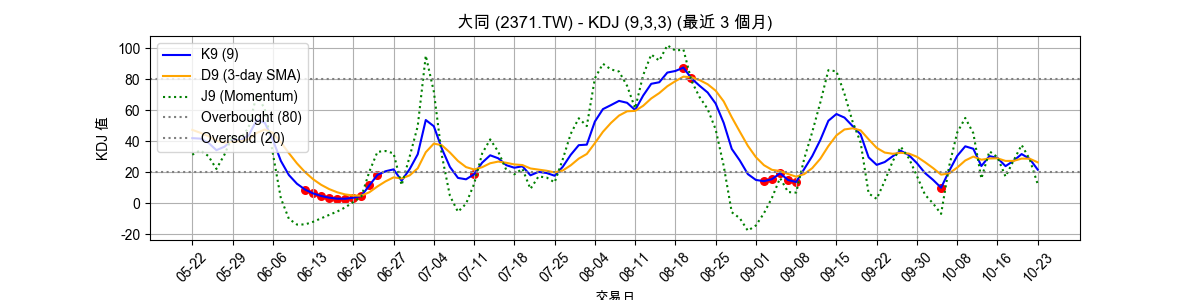 大同 (2371.TW) - KDJ (9,3,3) (最近 3 個月)
KDJ 值
100
80
60
40
20
0
-20
K9 (9)
D9 (3-day SMA)
J9 (Momentum)
Overbought (80)
Oversold (20)
05-22 05-29 06-06 06-13 06-20 06-27 07-04 07-11 07-18 07-25 08-04 08-11 08-18 08-25 09-01 09-08 09-15 09-22 09-30 10-08 10-16 10-23
交易日